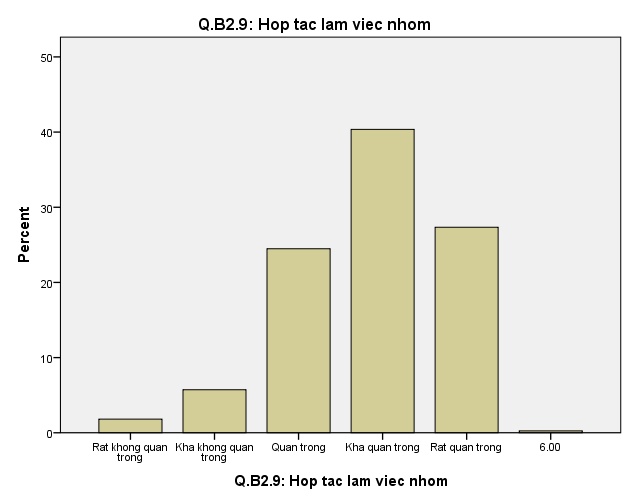 Q.B2.9: Hop tac lam viec nhom
50
40
30
20
10
0
Percent
Rat khong quan
trong
Kha khong quan
trong
Quan trong
Kha quan trong
Rat quan trong
6.00
Q.B2.9: Hop tac lam viec nhom